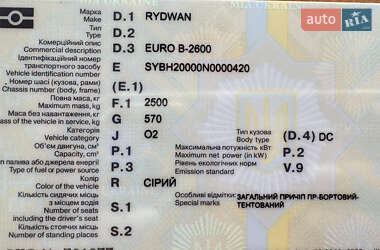 Марка
Make D.1 RYDWAN
Тип
Type D.2
Комерційний опис
Commercial description D.3 EURO B-2600
Ідентифікаційний номер
транспортного засобу
Vehicle identification number E SYBH20000N0000420
Номер шасі (кузова, рами)
Chassis number (body, frame) (E.1)
Повна маса, кг
Maximum mass, kg F.1 2500
Маса без навантаження, кг
Mass of the vehicle in service, kg G 570
Категорія
Vehicle category J O2
Тип кузова
Body type (D.4) DC
Об'єм двигуна, см³
Capacity, cm³ P.1
Максимальна потужність кВт
Maximum net power (in kW) P.2
Тип пального або джерела енергії
Type of fuel or power source P.3
Рівень екологічних норм
Emission standard V.9
Колір
Color R СІРИЙ
Кількість сидячих місць
з місцем водія
Number of seats
including the driver's seat S.1
Особливі відмітки
Special marks ЗАГАЛЬНИЙ ПРИЧІП ПР-БОРТОВИЙ-
ТЕНТОВАНИЙ
Кількість стоячих місць
Number of standing places S.2
auto RIA .com